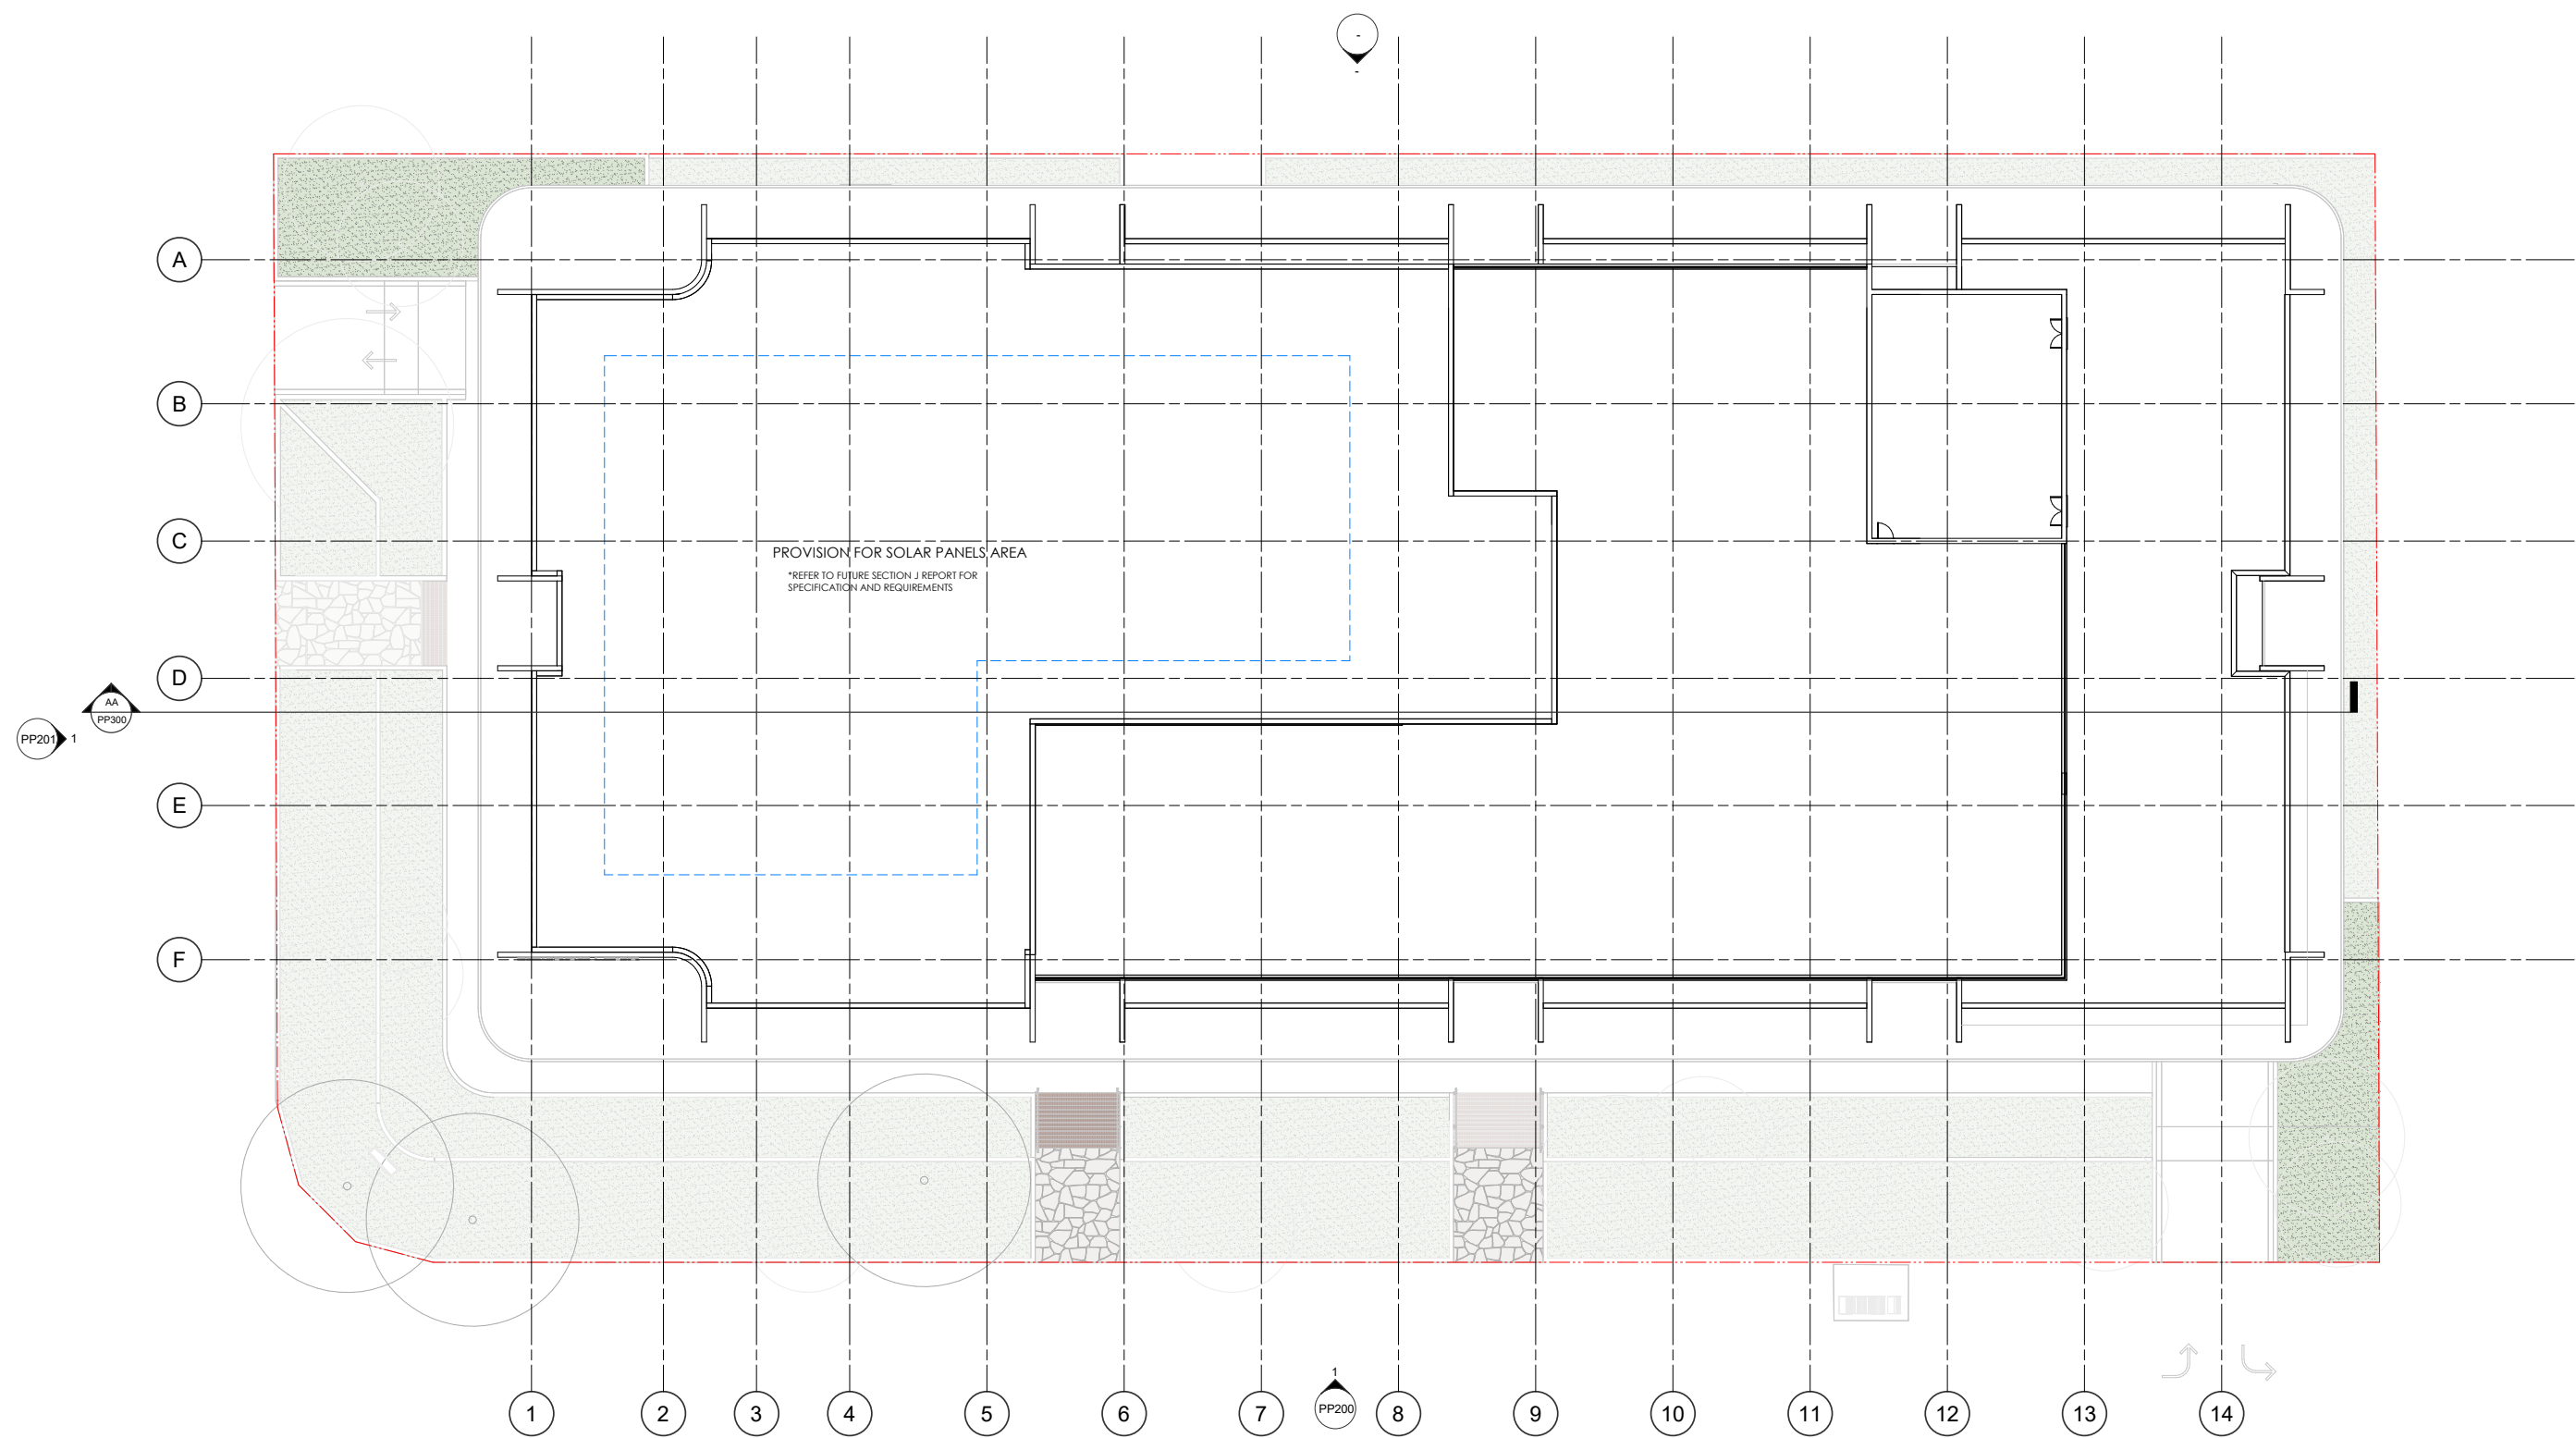 -
-
A
B
C
PROVISION FOR SOLAR PANELS AREA
*REFER TO FUTURE SECTION J REPORT FOR
SPECIFICATION AND REQUIREMENTS
D
AA
PP300
PP201 1
E
F
1
PP200
1 2 3 4 5 6 7 8 9 10 11 12 13 14